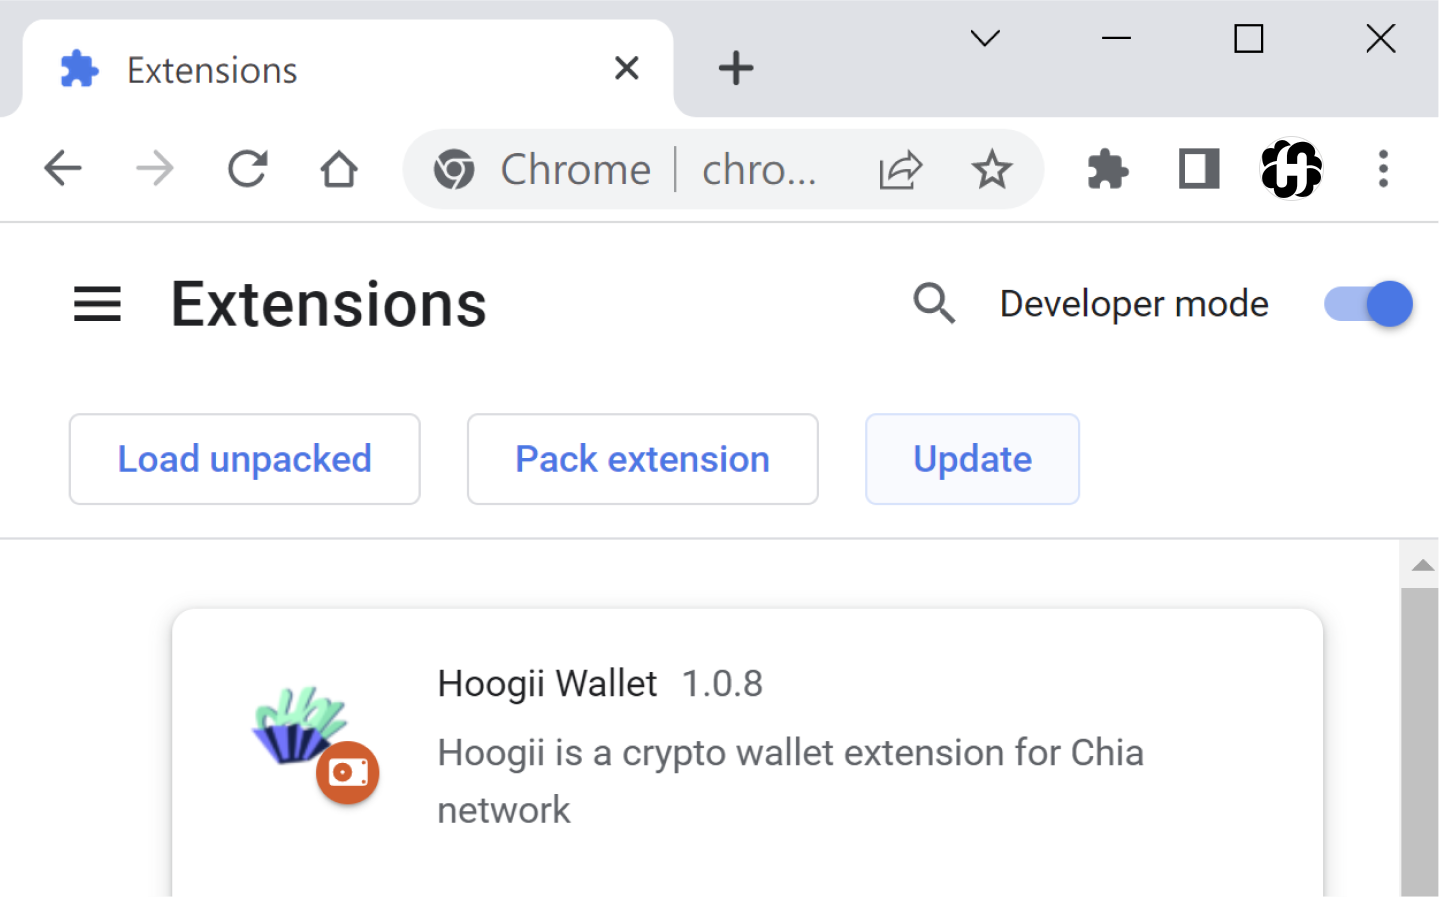 Extensions
Chrome | chro...
Extensions
Developer mode
Load unpacked
Pack extension
Update
Hoogii Wallet 1.0.8
Hoogii is a crypto wallet extension for Chia
network